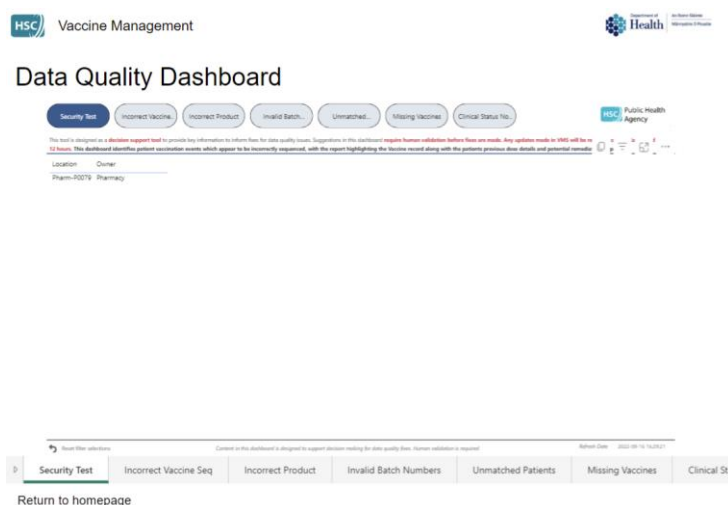 HSC
Vaccine Management
Department of
Health
Data Quality Dashboard
Security Test
Incorrect Vaccine...
Incorrect Product
Invalid Batch...
Unmatched...
Missing Vaccines
Clinical Status No...
HSC Public Health
Agency
This tool is designed as a decision support tool to provide key information to inform fixes for data quality issues. Suggestions in this dashboard require human validation before fixes are made. Any updates made in VMS will be re
12 hours. This dashboard identifies patient vaccination events which appear to be incorrectly sequenced, with the report highlighting the Vaccine record along with the patients previous dose details and potential remedia
Location Owner
Pharm-P0079 Pharmacy
Reset filter selections
Content in this dashboard is designed to support decision making for data quality fixes. Human validation is required
Refresh Date
Security Test
Incorrect Vaccine Seq
Incorrect Product
Invalid Batch Numbers
Unmatched Patients
Missing Vaccines
Clinical St
Return to homepage